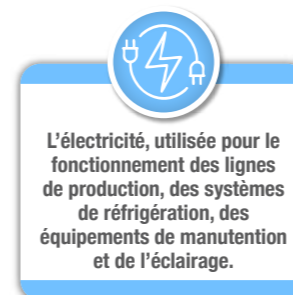 L’électricité, utilisée pour le
fonctionnement des lignes
de production, des systèmes
de réfrigération, des
équipements de manutention
et de l’éclairage.